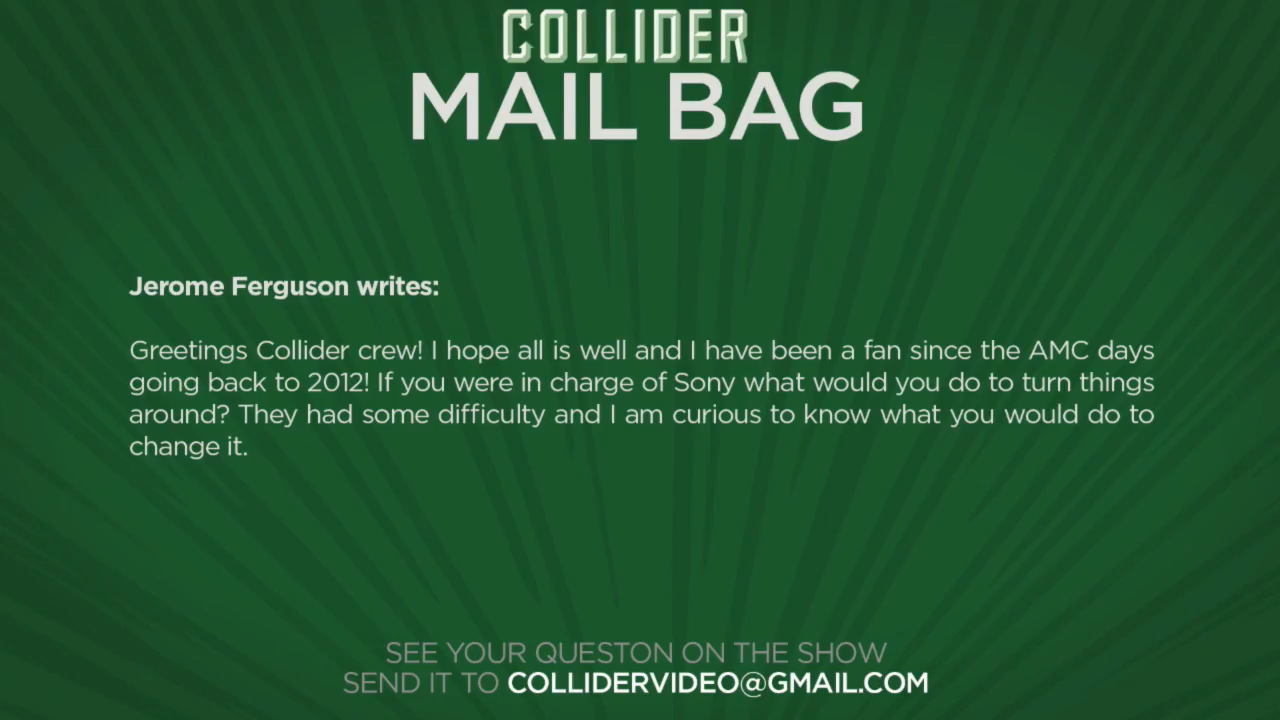 COLLIDER
MAIL BAG
Jerome Ferguson writes:
Greetings Collider crew! I hope all is well and I have been a fan since the AMC days
going back to 2012! If you were in charge of Sony what would you do to turn things
around? They had some difficulty and I am curious to know what you would do to
change it.
SEE YOUR QUESTON ON THE SHOW
SEND IT TO COLLIDERVIDEO@GMAIL.COM